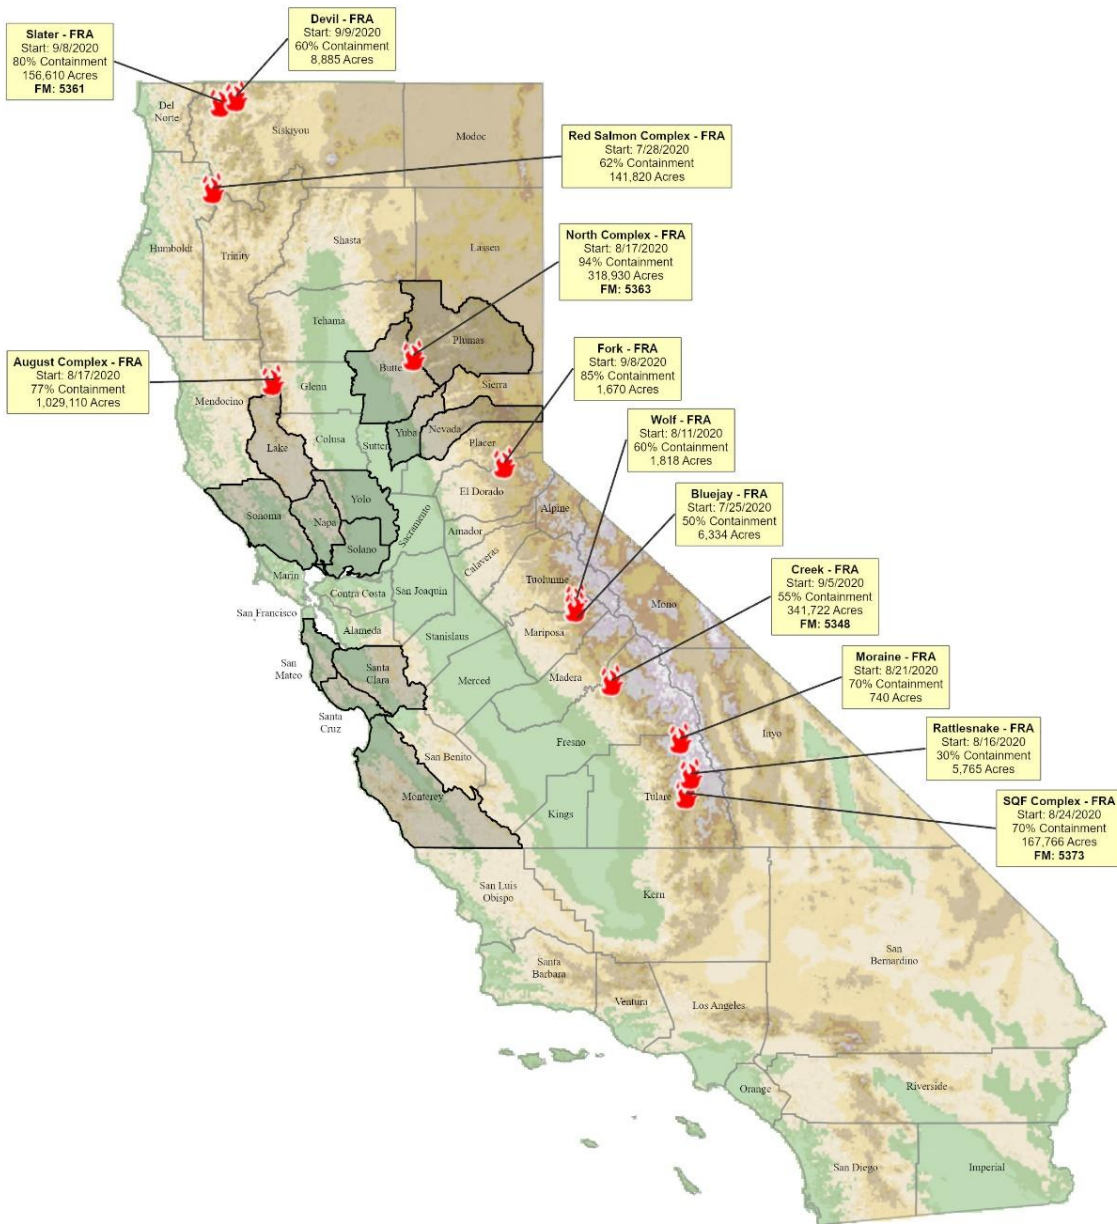 Devil - FRA
Start: 9/9/2020
60% Containment
8,885 Acres
Slater - FRA
Start: 9/8/2020
80% Containment
156,610 Acres
FM: 5361
Del
Norte
Siskiyou
Modoc
Red Salmon Complex - FRA
Start: 7/28/2020
62% Containment
141,820 Acres
Humboldt
Trinity
Shasta
Lassen
North Complex - FRA
Start: 8/17/2020
94% Containment
318,930 Acres
FM: 5363
Tehama
Plumas
Butte
August Complex - FRA
Start: 8/17/2020
77% Containment
1,029,110 Acres
Glenn
Sierra
Fork - FRA
Start: 9/8/2020
85% Containment
1,670 Acres
Mendocino
Lake
Colusa
Sutter
Yuba
Nevada
Placer
Wolf - FRA
Start: 8/11/2020
60% Containment
1,818 Acres
El Dorado
Sonoma
Napa
Yolo
Solano
Sacramento
Amador
Alpine
Bluejay - FRA
Start: 7/25/2020
50% Containment
6,334 Acres
Calaveras
Tuolumne
Mono
Creek - FRA
Start: 9/5/2020
55% Containment
341,722 Acres
FM: 5348
Marin
Contra Costa
San Joaquin
San Francisco
Alameda
Stanislaus
Mariposa
San
Mateo
Santa
Clara
Merced
Madera
Moraine - FRA
Start: 8/21/2020
70% Containment
740 Acres
Santa
Cruz
San Benito
Fresno
Inyo
Rattlesnake - FRA
Start: 8/16/2020
30% Containment
5,765 Acres
Monterey
Kings
Tulare
SQF Complex - FRA
Start: 8/24/2020
70% Containment
167,766 Acres
FM: 5373
San Luis
Obispo
Kern
Santa
Barbara
Ventura
Los Angeles
San
Bernardino
Orange
Riverside
San Diego
Imperial